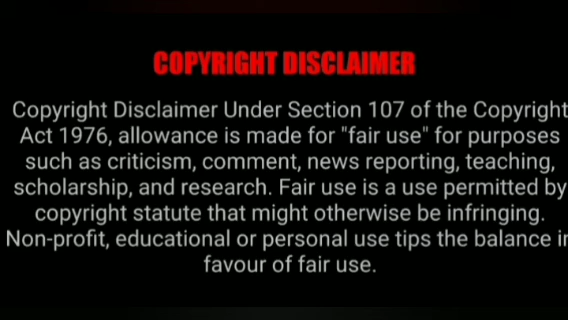 COPYRIGHT DISCLAIMER
Copyright Disclaimer Under Section 107 of the Copyright
Act 1976, allowance is made for "fair use" for purposes
such as criticism, comment, news reporting, teaching,
scholarship, and research. Fair use is a use permitted by
copyright statute that might otherwise be infringing.
Non-profit, educational or personal use tips the balance in
favour of fair use.